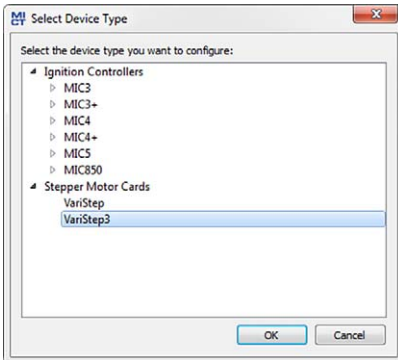 MICT Select Device Type
Select the device type you want to configure:
Ignition Controllers
MIC3
MIC3+
MIC4
MIC4+
MIC5
MIC850
Stepper Motor Cards
VariStep
VariStep3
OK Cancel